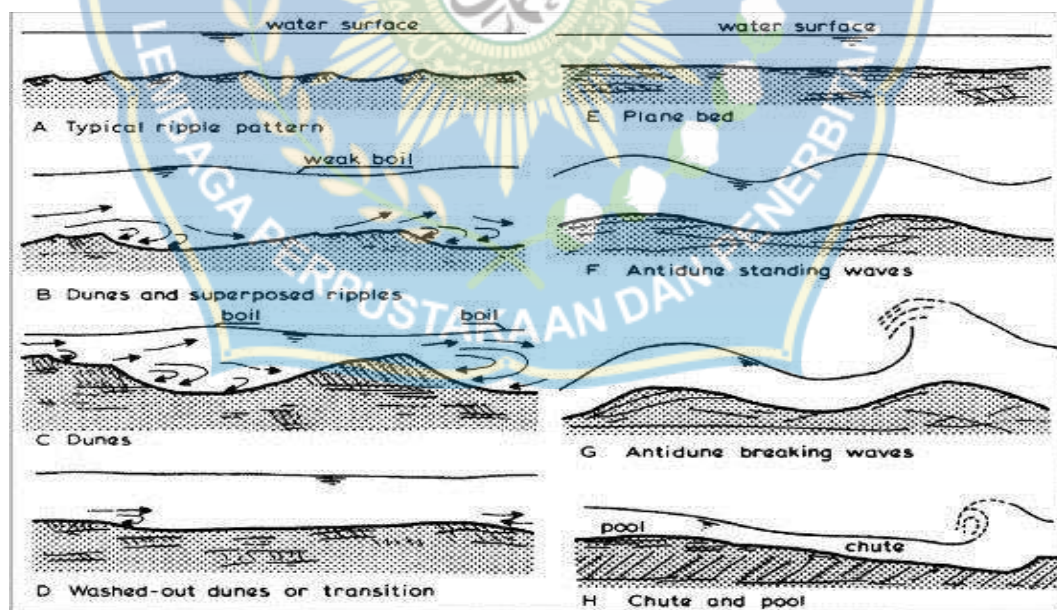 water surface
A Typical ripple pattern
weak boil
B Dunes and superposed ripples
boil boil
C Dunes
D Washed-out dunes or transition
water surface
E Plane bed
F Antidune standing waves
G Antidune breaking waves
pool
chute
H Chute and pool
LEMBAGA PERPUSTAKAAN DAN PENERBITAN